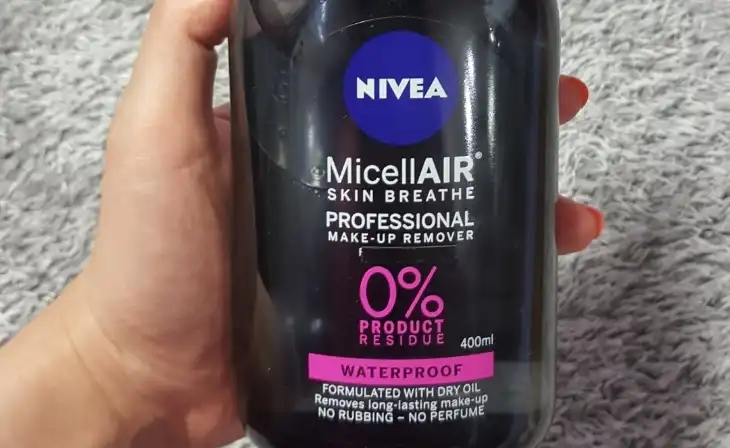 NIVEA
MicellAIR®
SKIN BREATHE
PROFESSIONAL
MAKE-UP REMOVER
0%
PRODUCT
RESIDUE
400ml
WATERPROOF
FORMULATED WITH DRY OIL
Removes long-lasting make-up
NO RUBBING – NO PERFUME